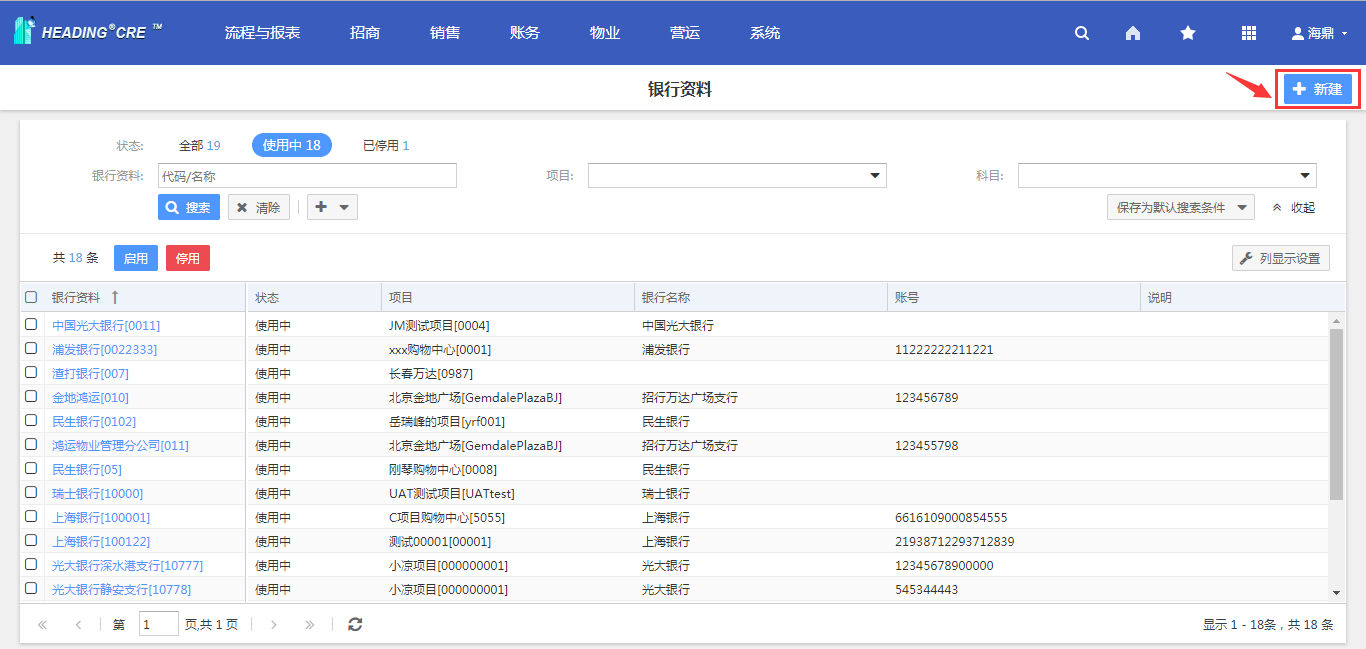 HEADING®CRE ™ 流程与报表 招商 销售 账务 物业 营运 系统 海鼎
银行资料 新建
状态: 全部 19 使用中 18 已停用 1
银行资料: 代码/名称 项目: 科目:
搜索 清除 保存为默认搜索条件 收起
共 18 条 启用 停用 列显示设置
银行资料 状态 项目 银行名称 账号 说明
中国光大银行[0011] 使用中 JM测试项目[0004] 中国光大银行
浦发银行[0022333] 使用中 xxx购物中心[0001] 浦发银行 11222222211221
渣打银行[007] 使用中 长春万达[0987]
金地鸿运[010] 使用中 北京金地广场[GemdalePlazaBJ] 招行万达广场支行 123456789
民生银行[0102] 使用中 岳瑞峰的项目[yrf001] 民生银行
鸿运物业管理分公司[011] 使用中 北京金地广场[GemdalePlazaBJ] 招行万达广场支行 123455798
民生银行[05] 使用中 刚琴购物中心[0008] 民生银行
瑞士银行[10000] 使用中 UAT测试项目[UATtest] 瑞士银行
上海银行[100001] 使用中 C项目购物中心[5055] 上海银行 6616109000854555
上海银行[100122] 使用中 测试00001[00001] 上海银行 21938712293712839
光大银行深水港支行[10777] 使用中 小凉项目[000000001] 光大银行 12345678900000
光大银行静安支行[10778] 使用中 小凉项目[000000001] 光大银行 545344443
第 1 页,共 1 页 显示 1 - 18条，共 18 条